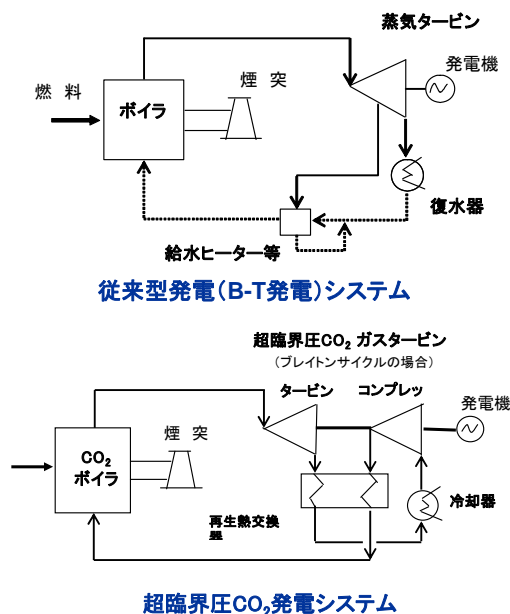 蒸気タービン
発電機
煙 突
燃 料
ボイラ
復水器
給水ヒーター等
従来型発電(B-T発電)システム
超臨界圧CO₂ ガスタービン
(ブレイトンサイクルの場合)
タービン
コンプレッ
発電機
煙 突
CO₂
ボイラ
冷却器
再生熱交換
器
超臨界圧CO₂発電システム